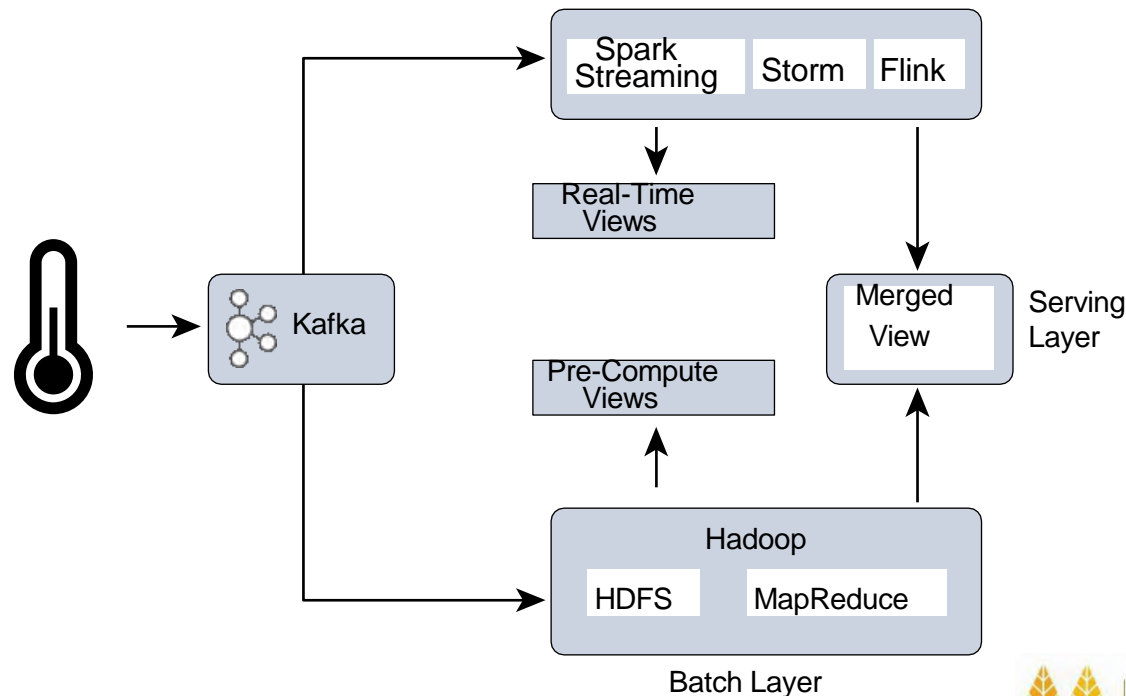 Spark
Streaming
Storm
Flink
Real-Time
Views
Kafka
Merged
View
Serving
Layer
Pre-Compute
Views
Hadoop
HDFS
MapReduce
Batch Layer